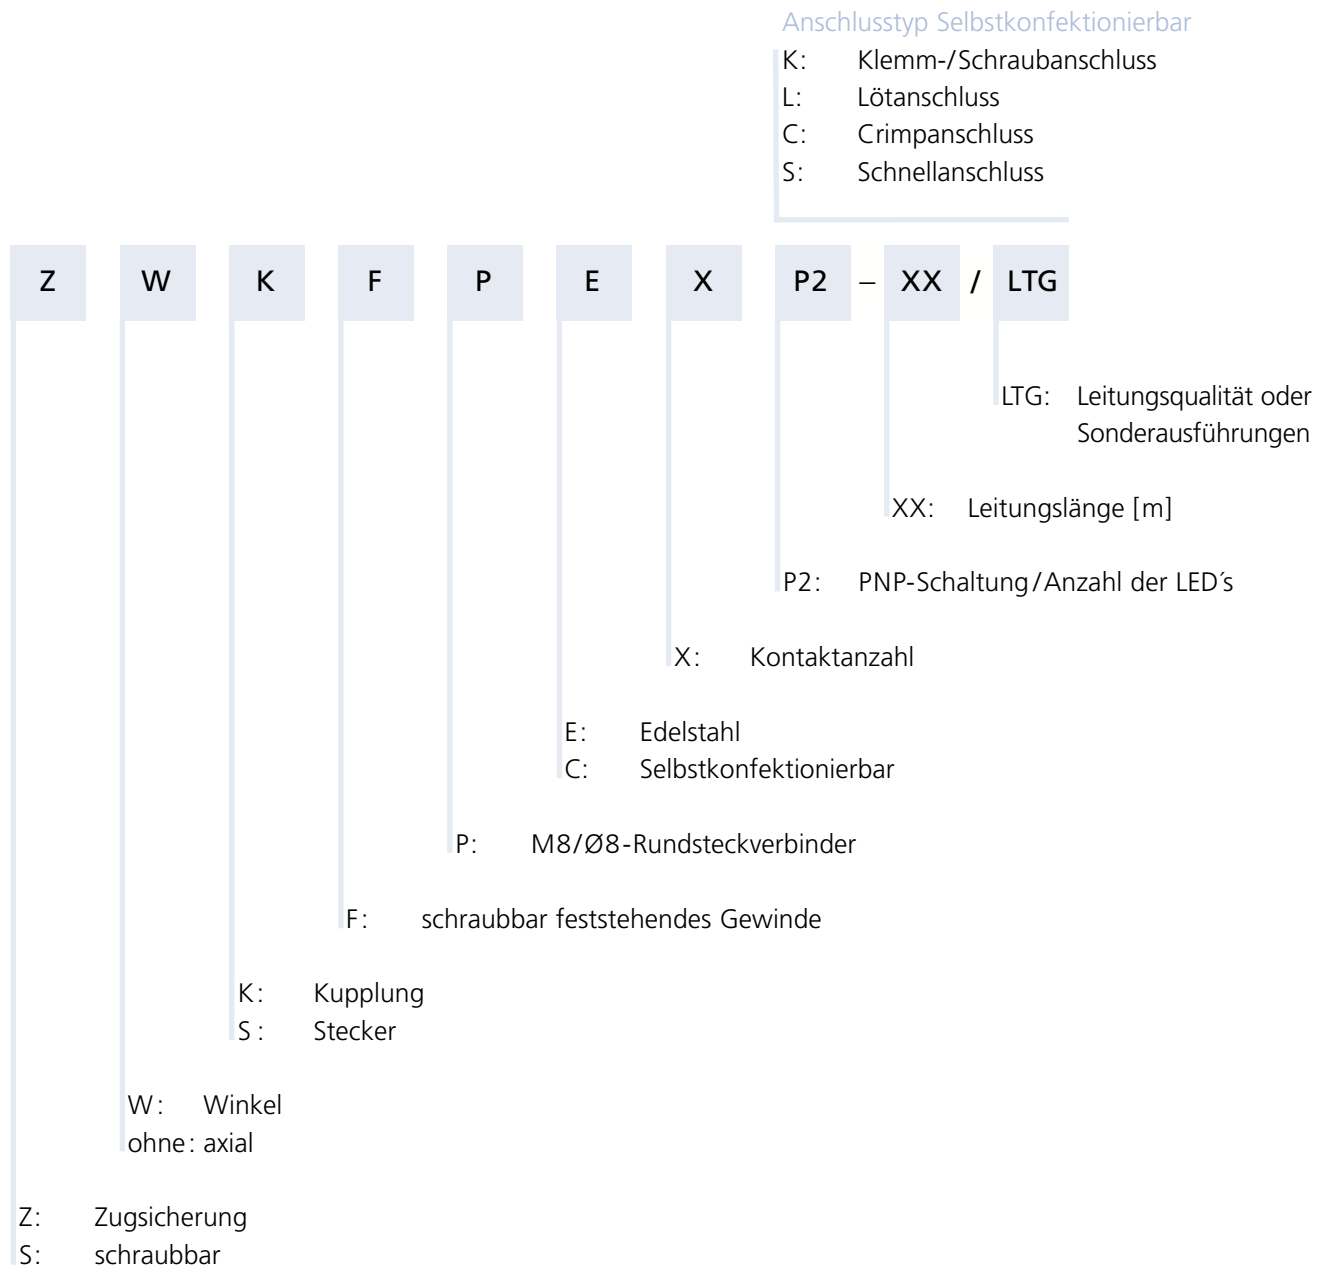 Anschlusstyp Selbstkonfektionierbar
K: Klemm-/Schraubanschluss
L: Lötanschluss
C: Crimpanschluss
S: Schnellanschluss
Z W K F P E X P2 – XX / LTG
LTG: Leitungsqualität oder
Sonderausführungen
XX: Leitungslänge [m]
P2: PNP-Schaltung/Anzahl der LED´s
X: Kontaktanzahl
E: Edelstahl
C: Selbstkonfektionierbar
P: M8/Ø8-Rundsteckverbinder
F: schraubbar feststehendes Gewinde
K: Kupplung
S: Stecker
W: Winkel
ohne: axial
Z: Zugsicherung
S: schraubbar